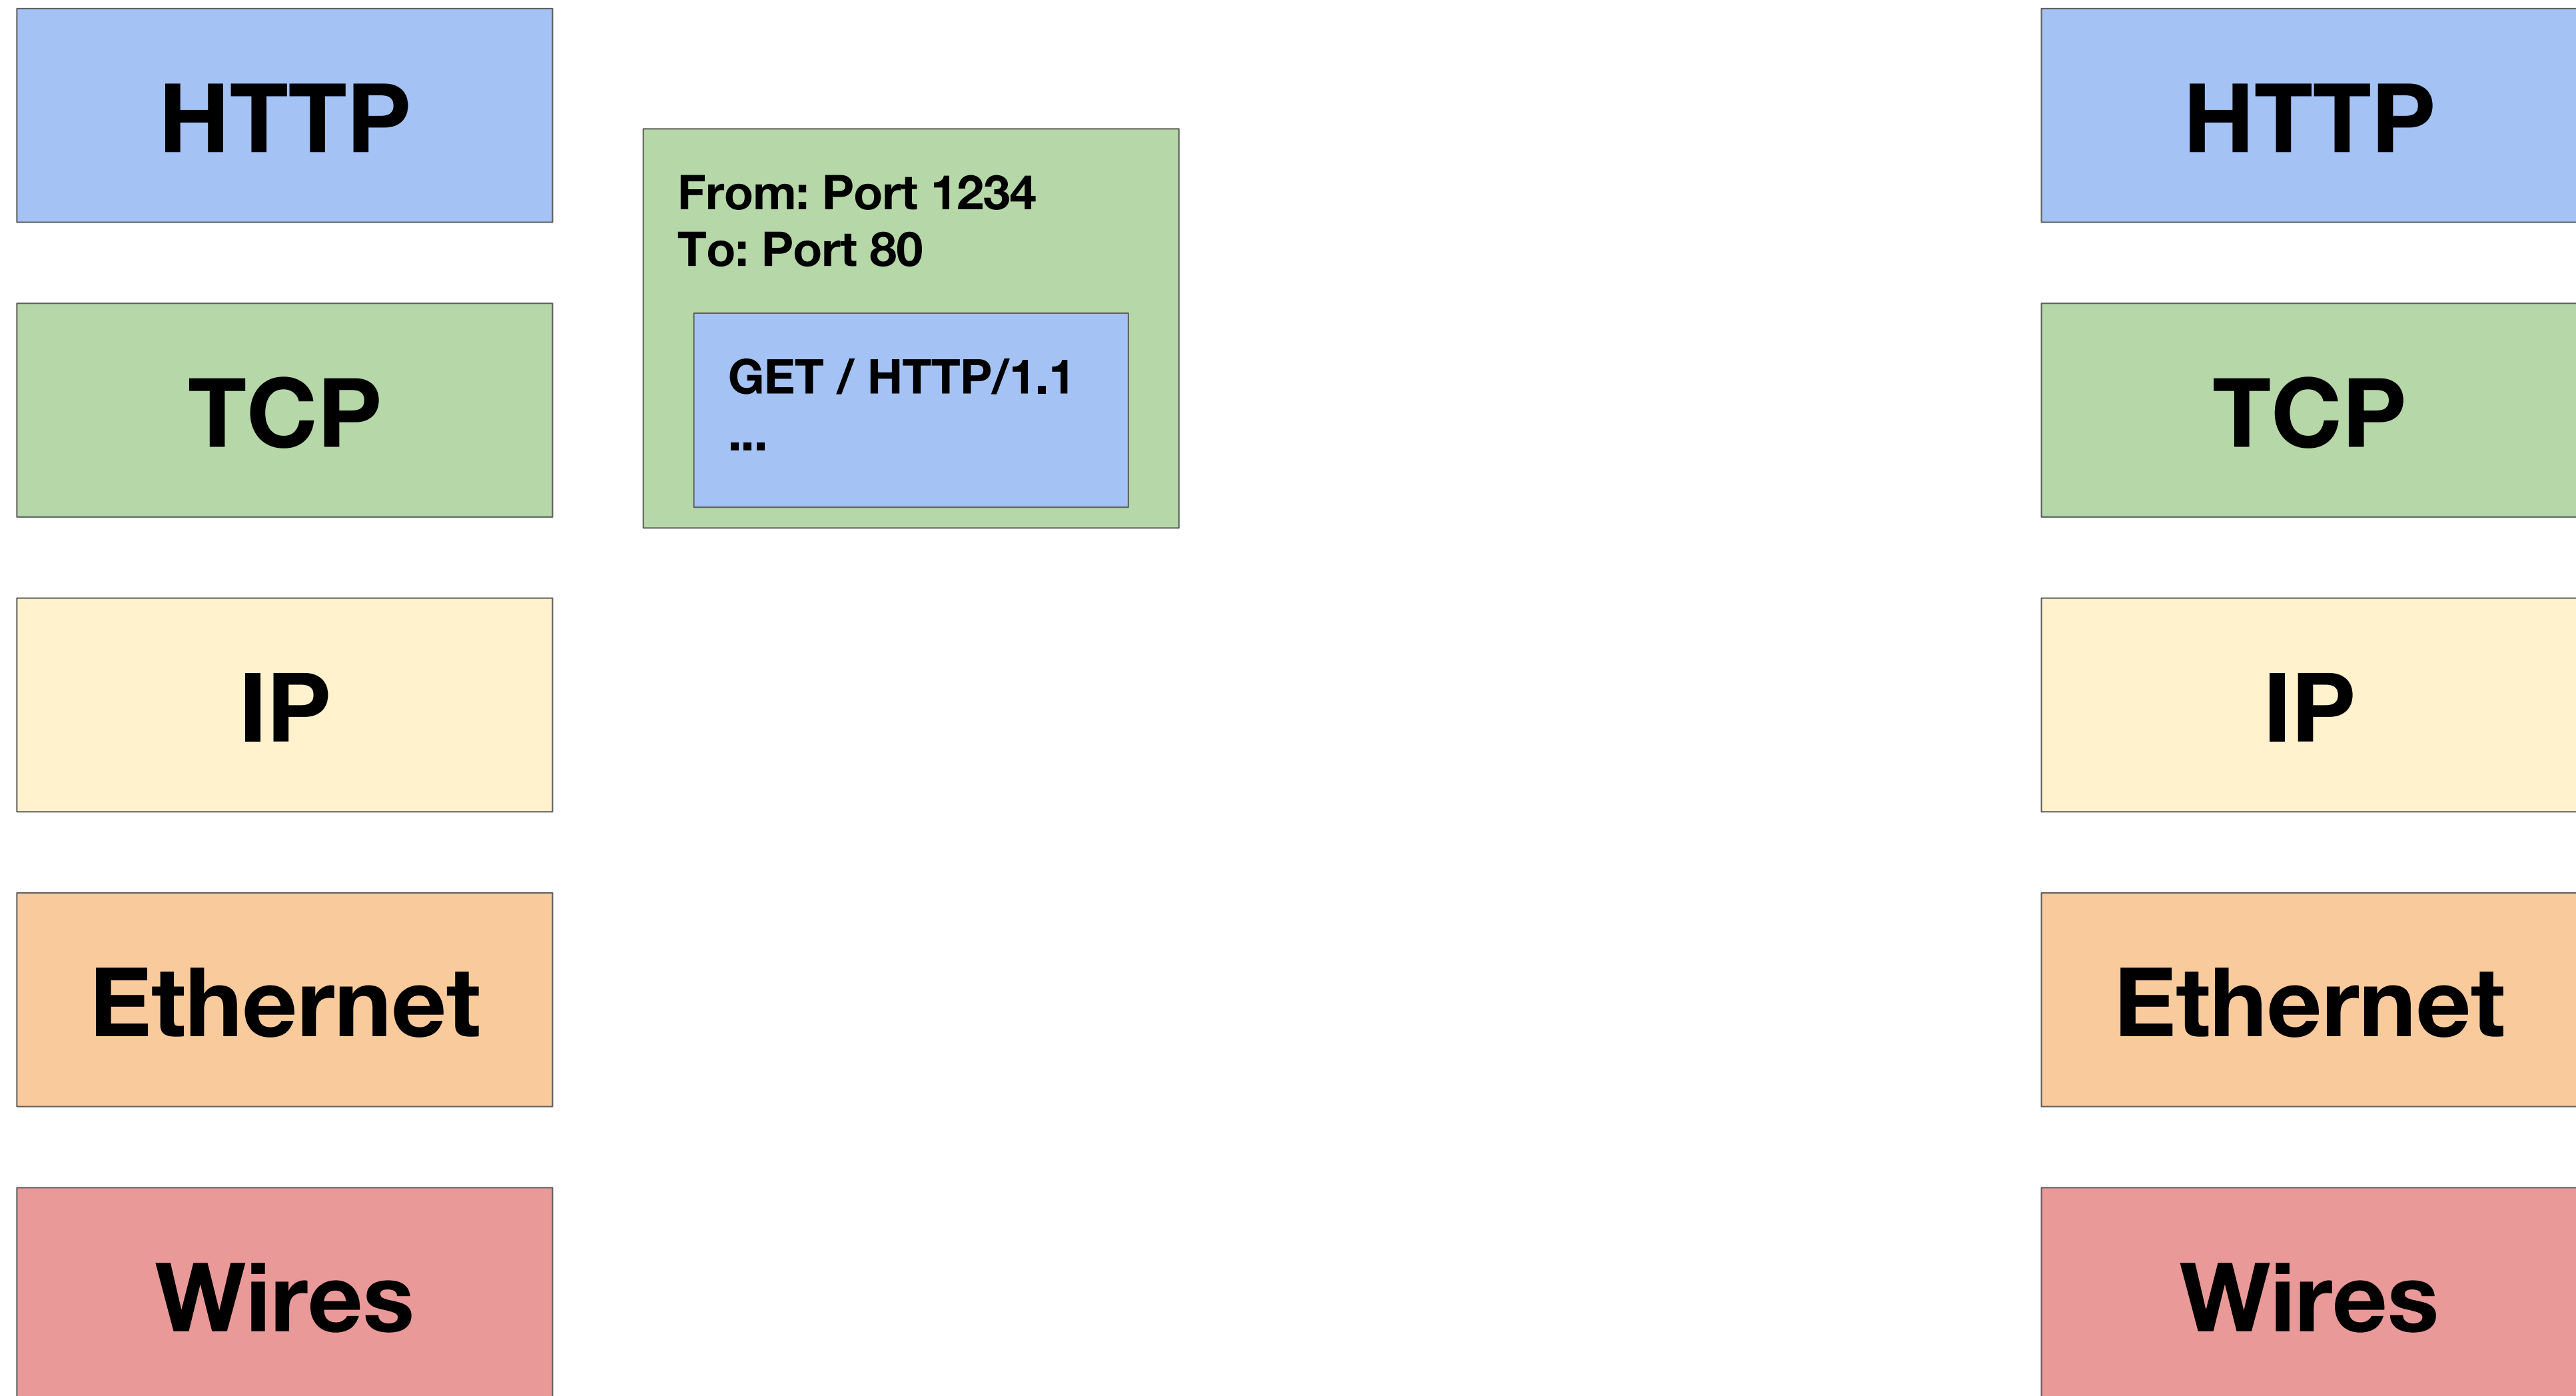 HTTP
TCP
IP
Ethernet
Wires
From: Port 1234
To: Port 80
GET / HTTP/1.1
...
HTTP
TCP
IP
Ethernet
Wires